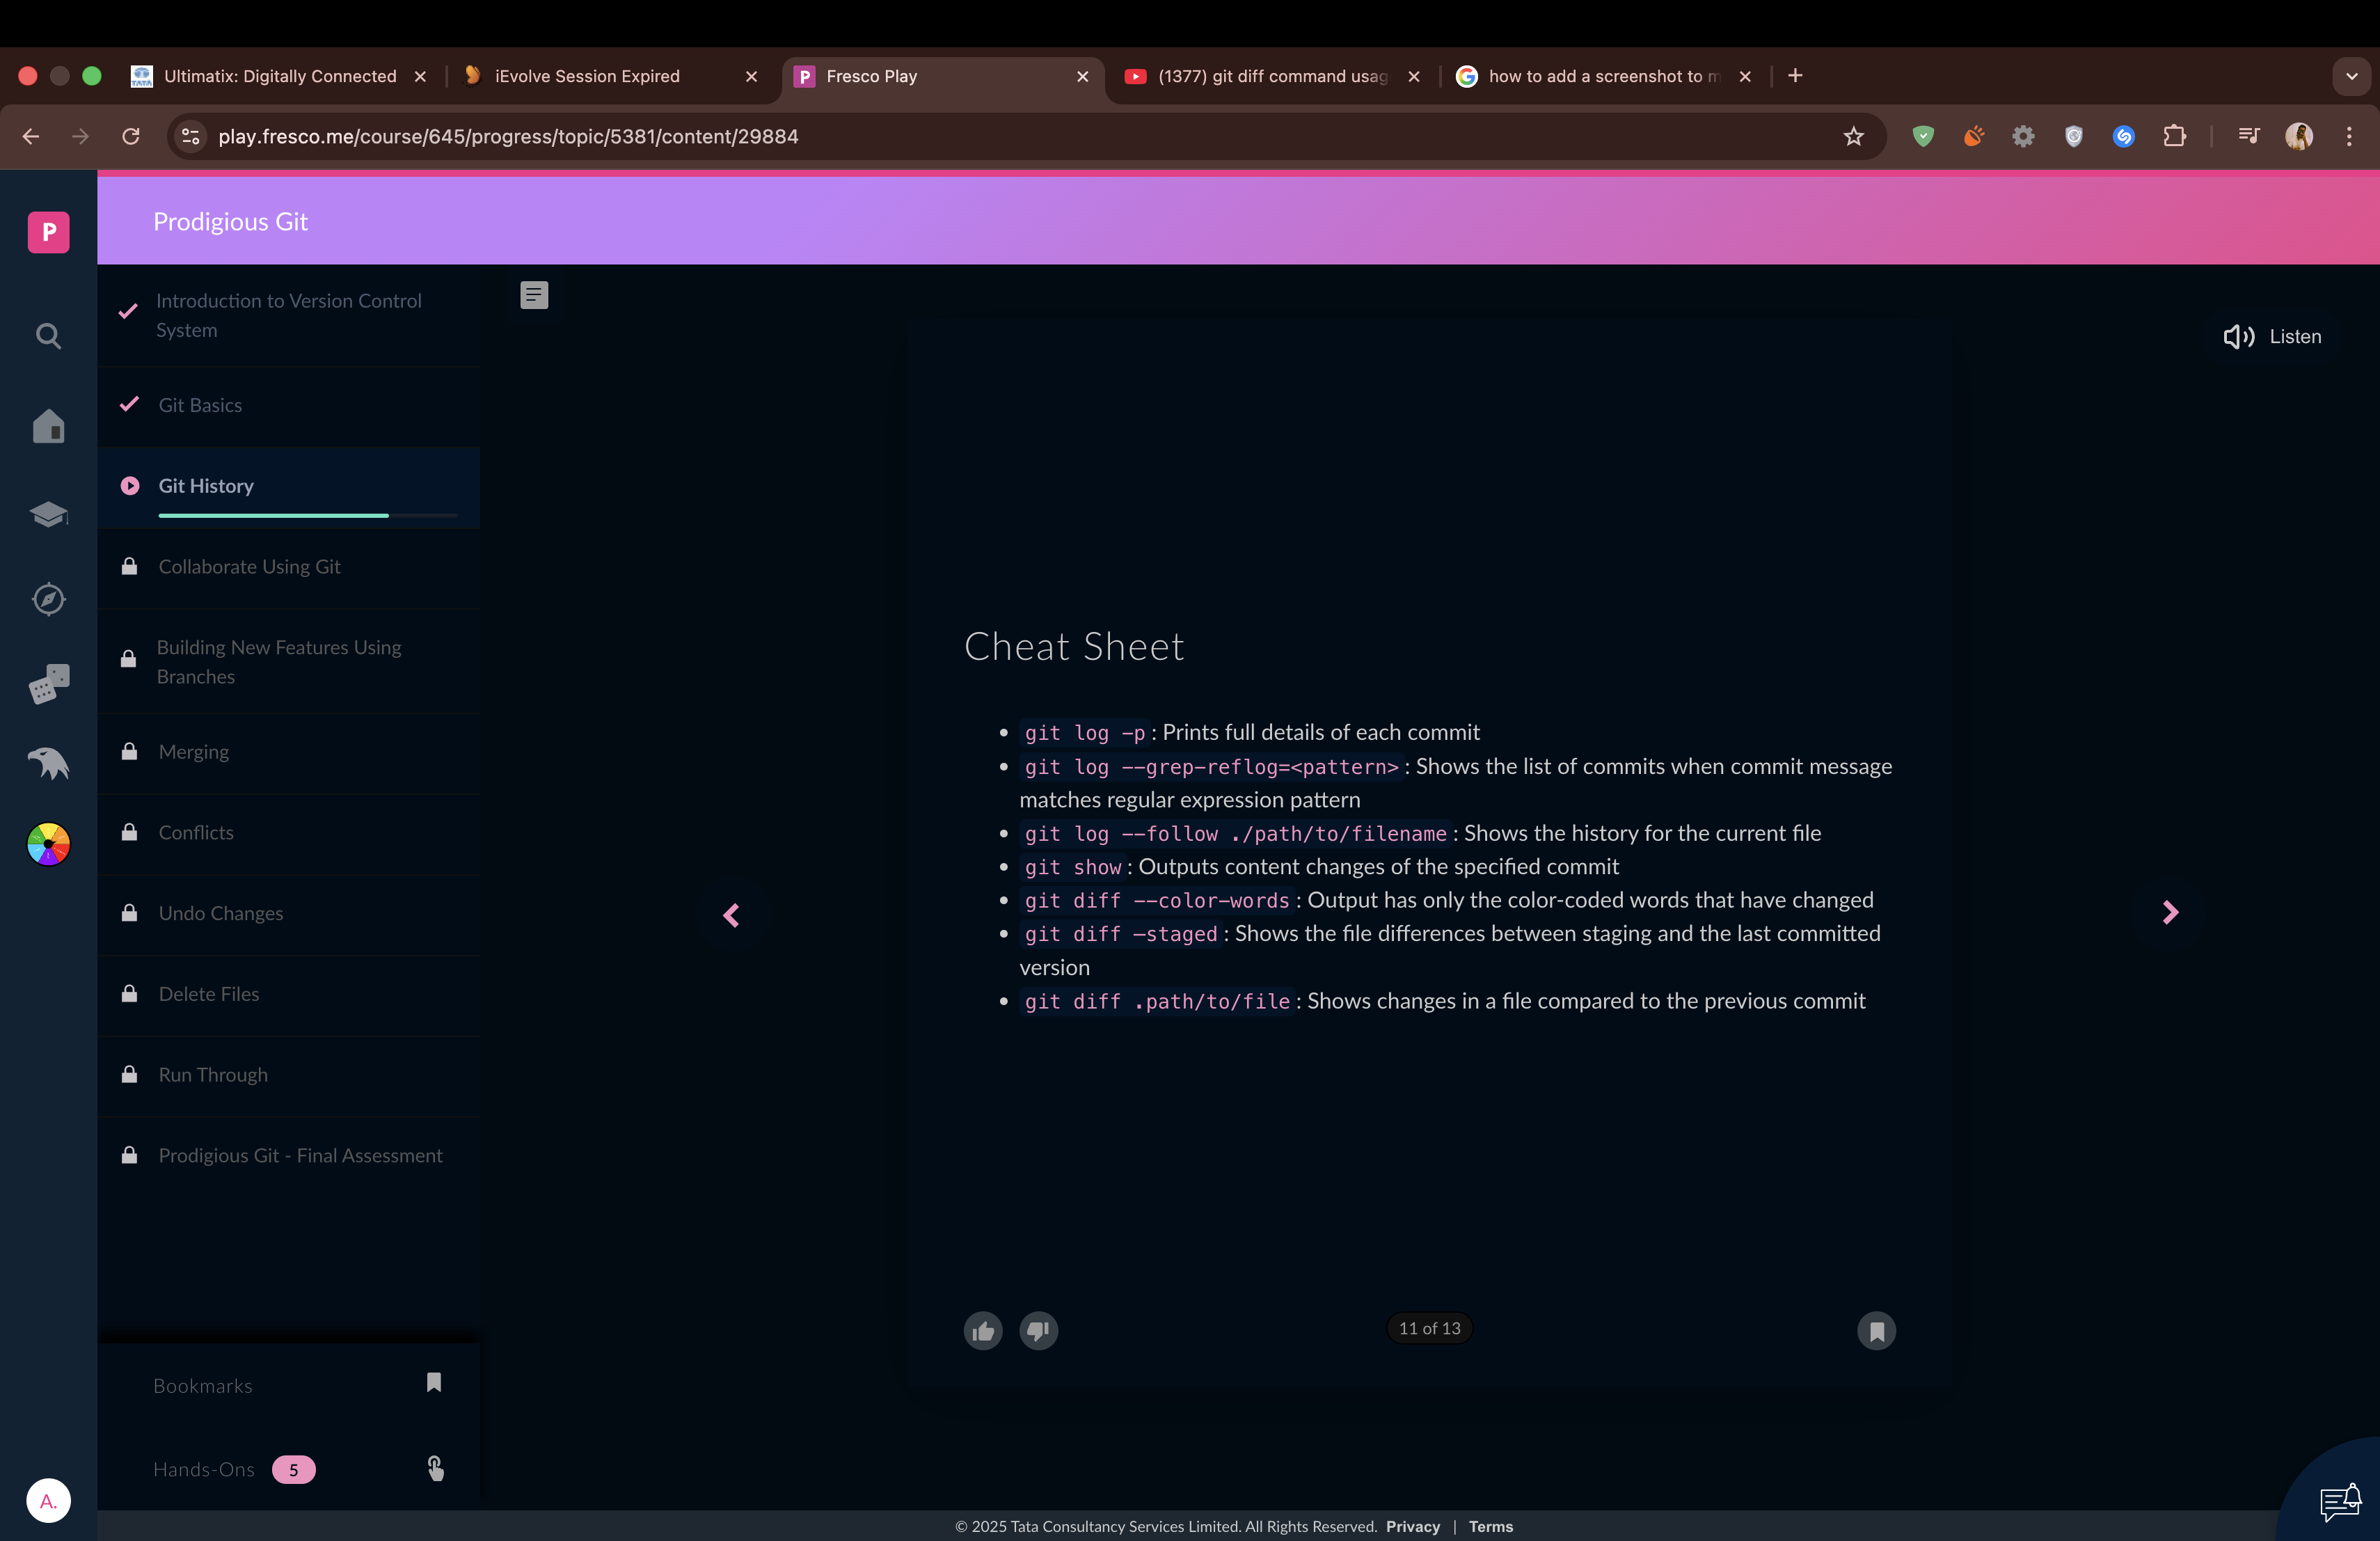 Ultimatix: Digitally Connected
iEvolve Session Expired
P
Fresco Play
(1377) git diff command usag
how to add a screenshot to m
play.fresco.me/course/645/progress/topic/5381/content/29884
P
Prodigious Git
Introduction to Version Control
System
Git Basics
Git History
Collaborate Using Git
Building New Features Using
Branches
Merging
Conflicts
Undo Changes
Delete Files
Run Through
Prodigious Git - Final Assessment
Bookmarks
Hands-Ons 5
A.
Listen
Cheat Sheet
git log -p: Prints full details of each commit
git log --grep-reflog=<pattern>: Shows the list of commits when commit message
matches regular expression pattern
git log --follow ./path/to/filename: Shows the history for the current file
git show: Outputs content changes of the specified commit
git diff --color-words: Output has only the color-coded words that have changed
git diff –staged: Shows the file differences between staging and the last committed
version
git diff .path/to/file: Shows changes in a file compared to the previous commit
11 of 13
© 2025 Tata Consultancy Services Limited. All Rights Reserved. Privacy | Terms